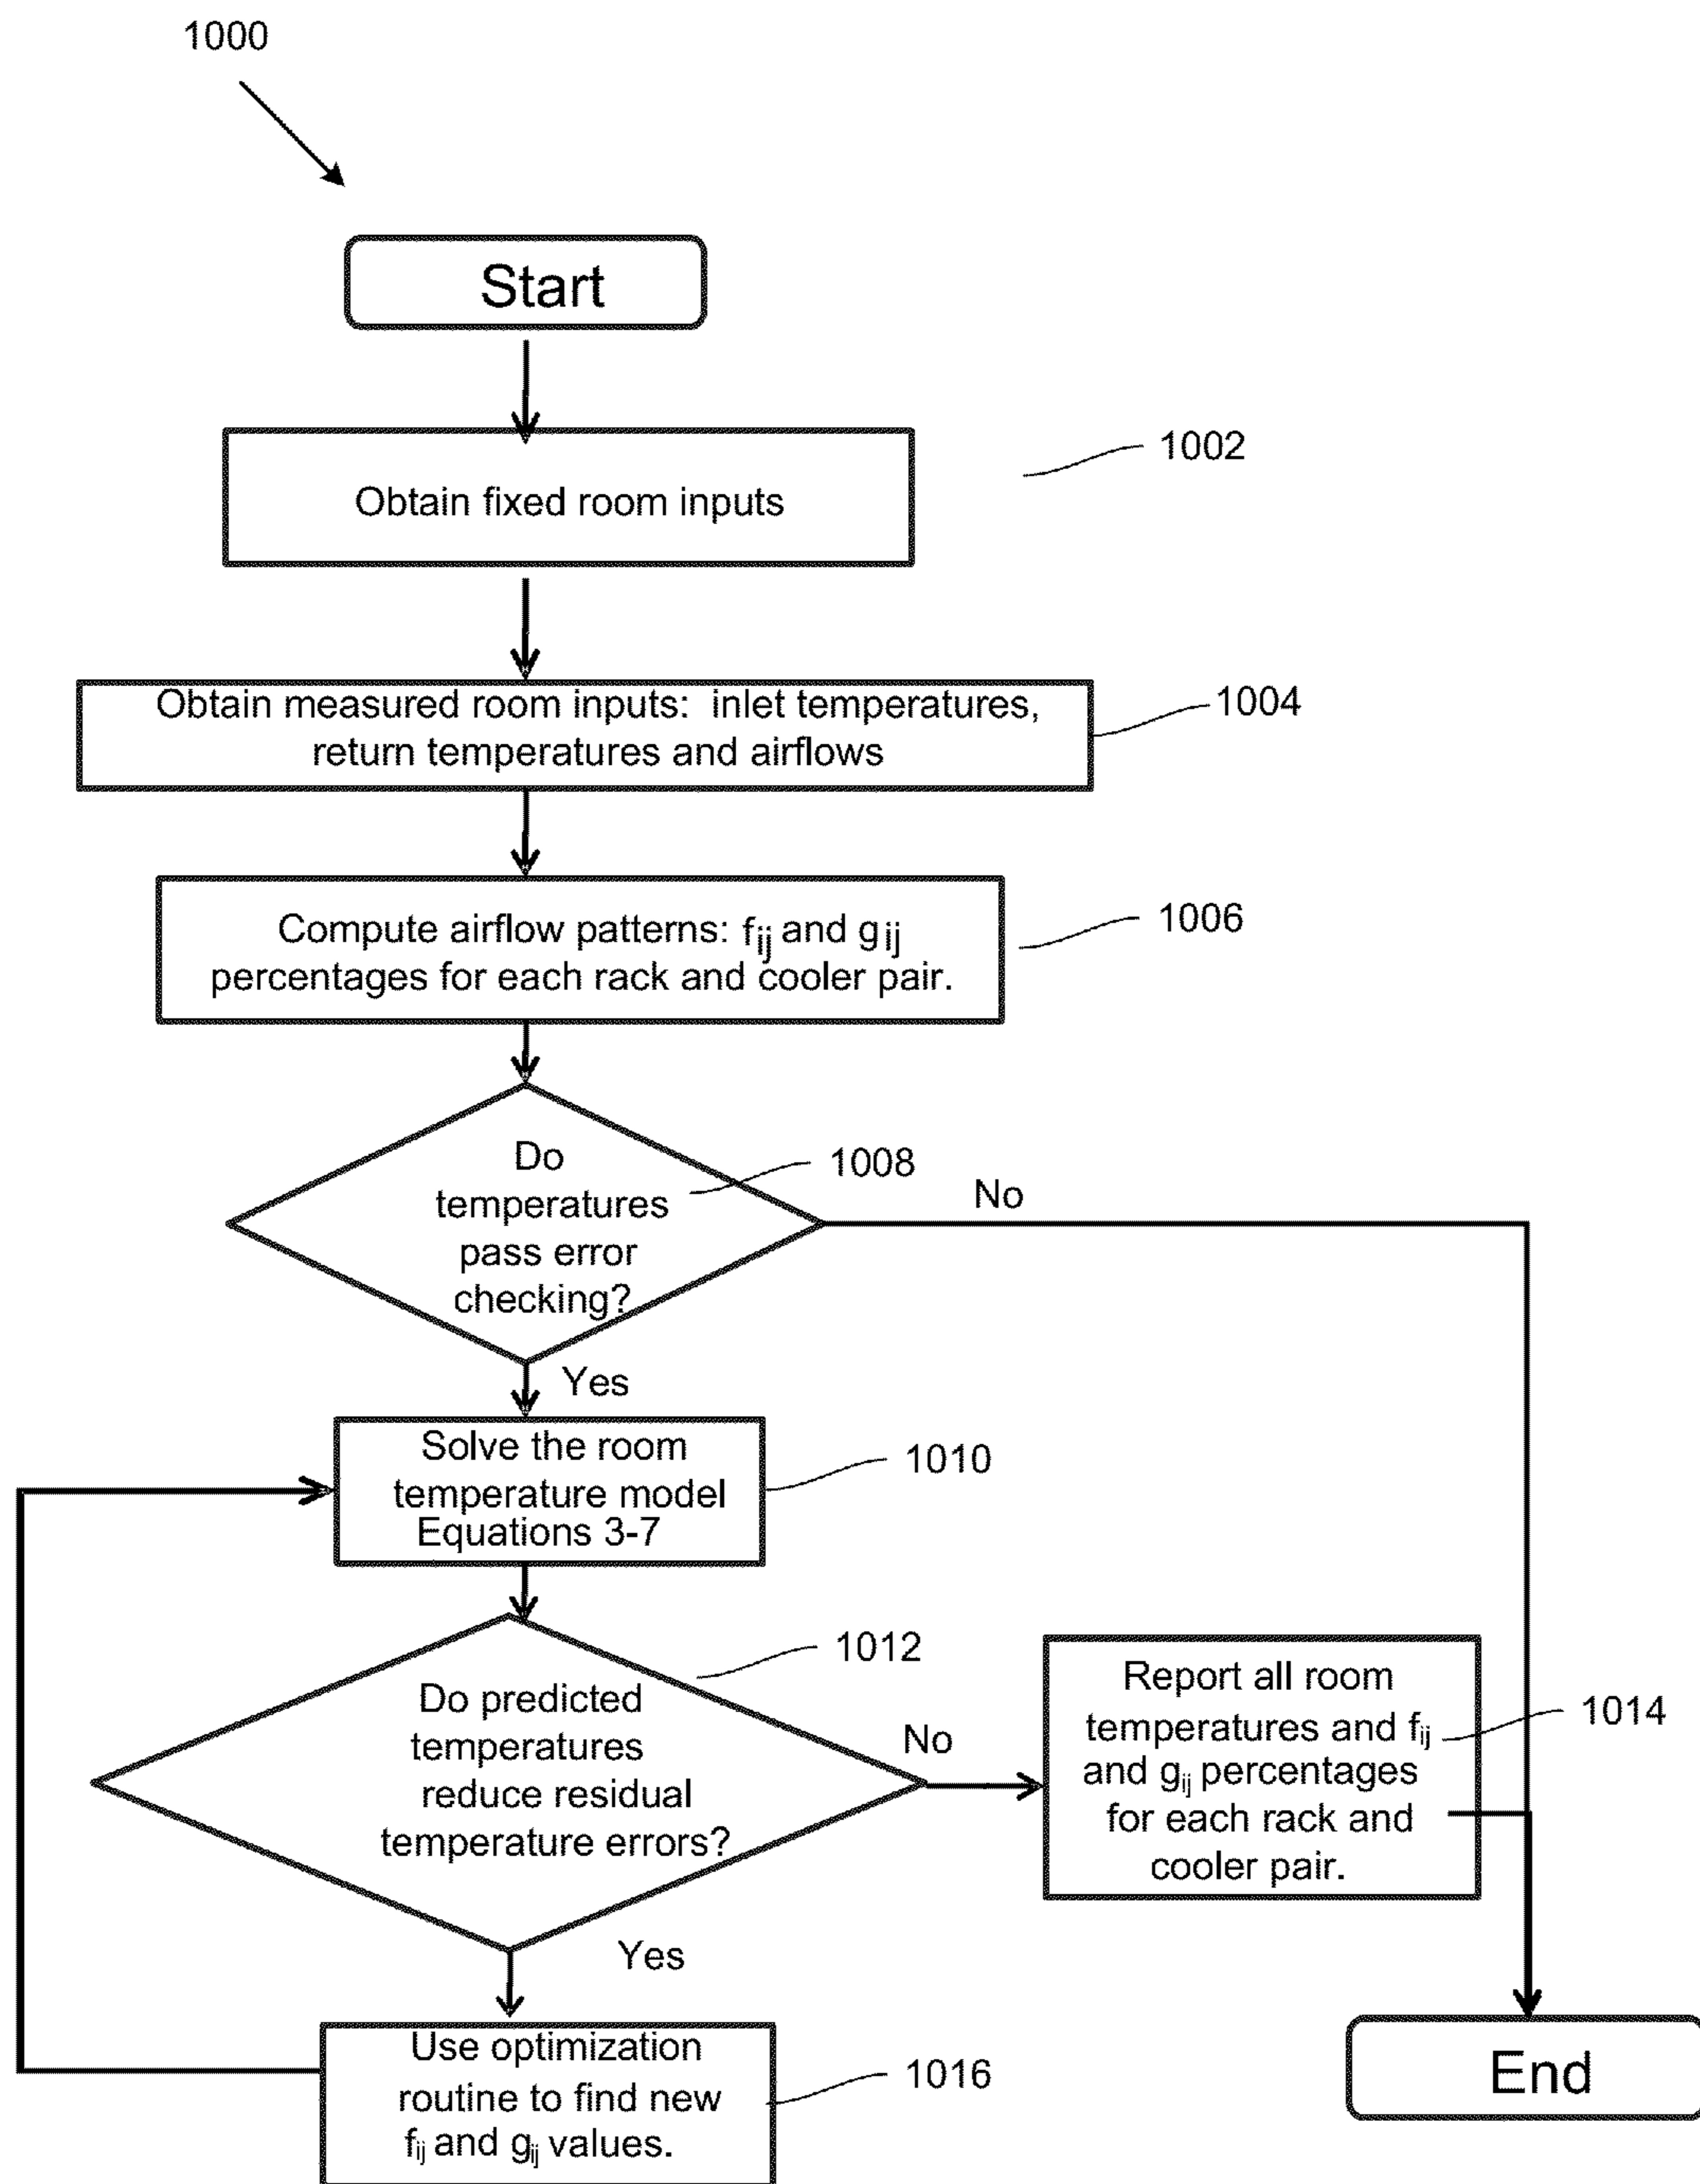 1000
Start
1002
Obtain fixed room inputs
Obtain measured room inputs: inlet temperatures,
return temperatures and airflows
1004
Compute airflow patterns: fij and gij
percentages for each rack and cooler pair.
1006
Do
temperatures
pass error
checking?
1008
No
Yes
Solve the room
temperature model
Equations 3-7
1010
Do predicted
temperatures
reduce residual
temperature errors?
1012
No
Report all room
temperatures and fij
and gij percentages
for each rack and
cooler pair.
1014
Yes
Use optimization
routine to find new
fij and gij values.
1016
End